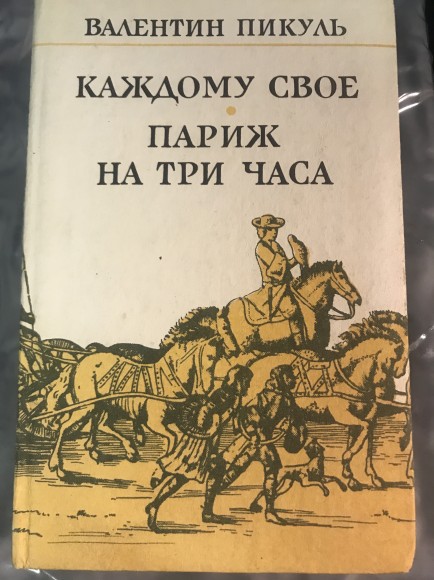 ВАЛЕНТИН ПИКУЛЬ
КАЖДОМУ СВОЕ
ПАРИЖ
НА ТРИ ЧАСА